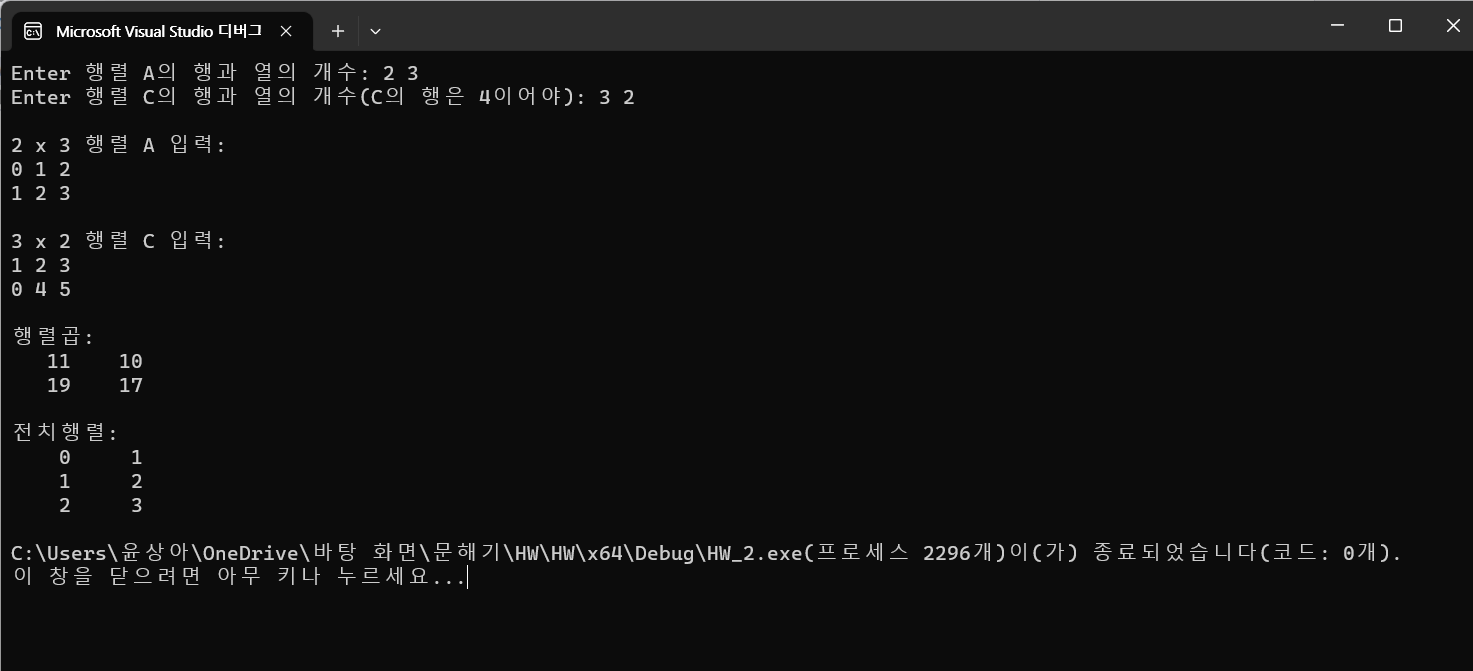 Microsoft Visual Studio 디버그
Enter 행렬 A의 행과 열의 개수: 2 3
Enter 행렬 C의 행과 열의 개수(C의 행은 4이어야): 3 2
2 x 3 행렬 A 입력:
0 1 2
1 2 3
3 x 2 행렬 C 입력:
1 2 3
0 4 5
행렬곱:
11 10
19 17
전치행렬:
0 1
1 2
2 3
C:\Users\윤상아\OneDrive\바탕 화면\문해기\HW\HW\x64\Debug\HW_2.exe(프로세스 2296개)이(가) 종료되었습니다(코드: 0개).
이 창을 닫으려면 아무 키나 누르세요...